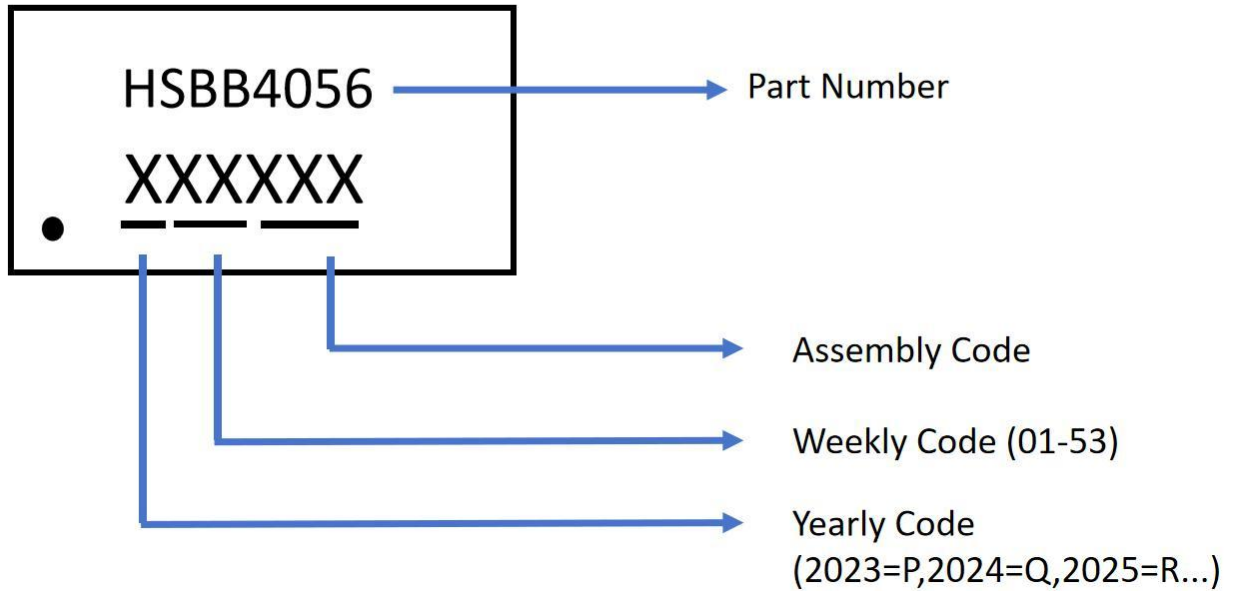 HSBB4056
Part Number
XXXXXX
Assembly Code
Weekly Code (01-53)
Yearly Code
(2023=P,2024=Q,2025=R...)